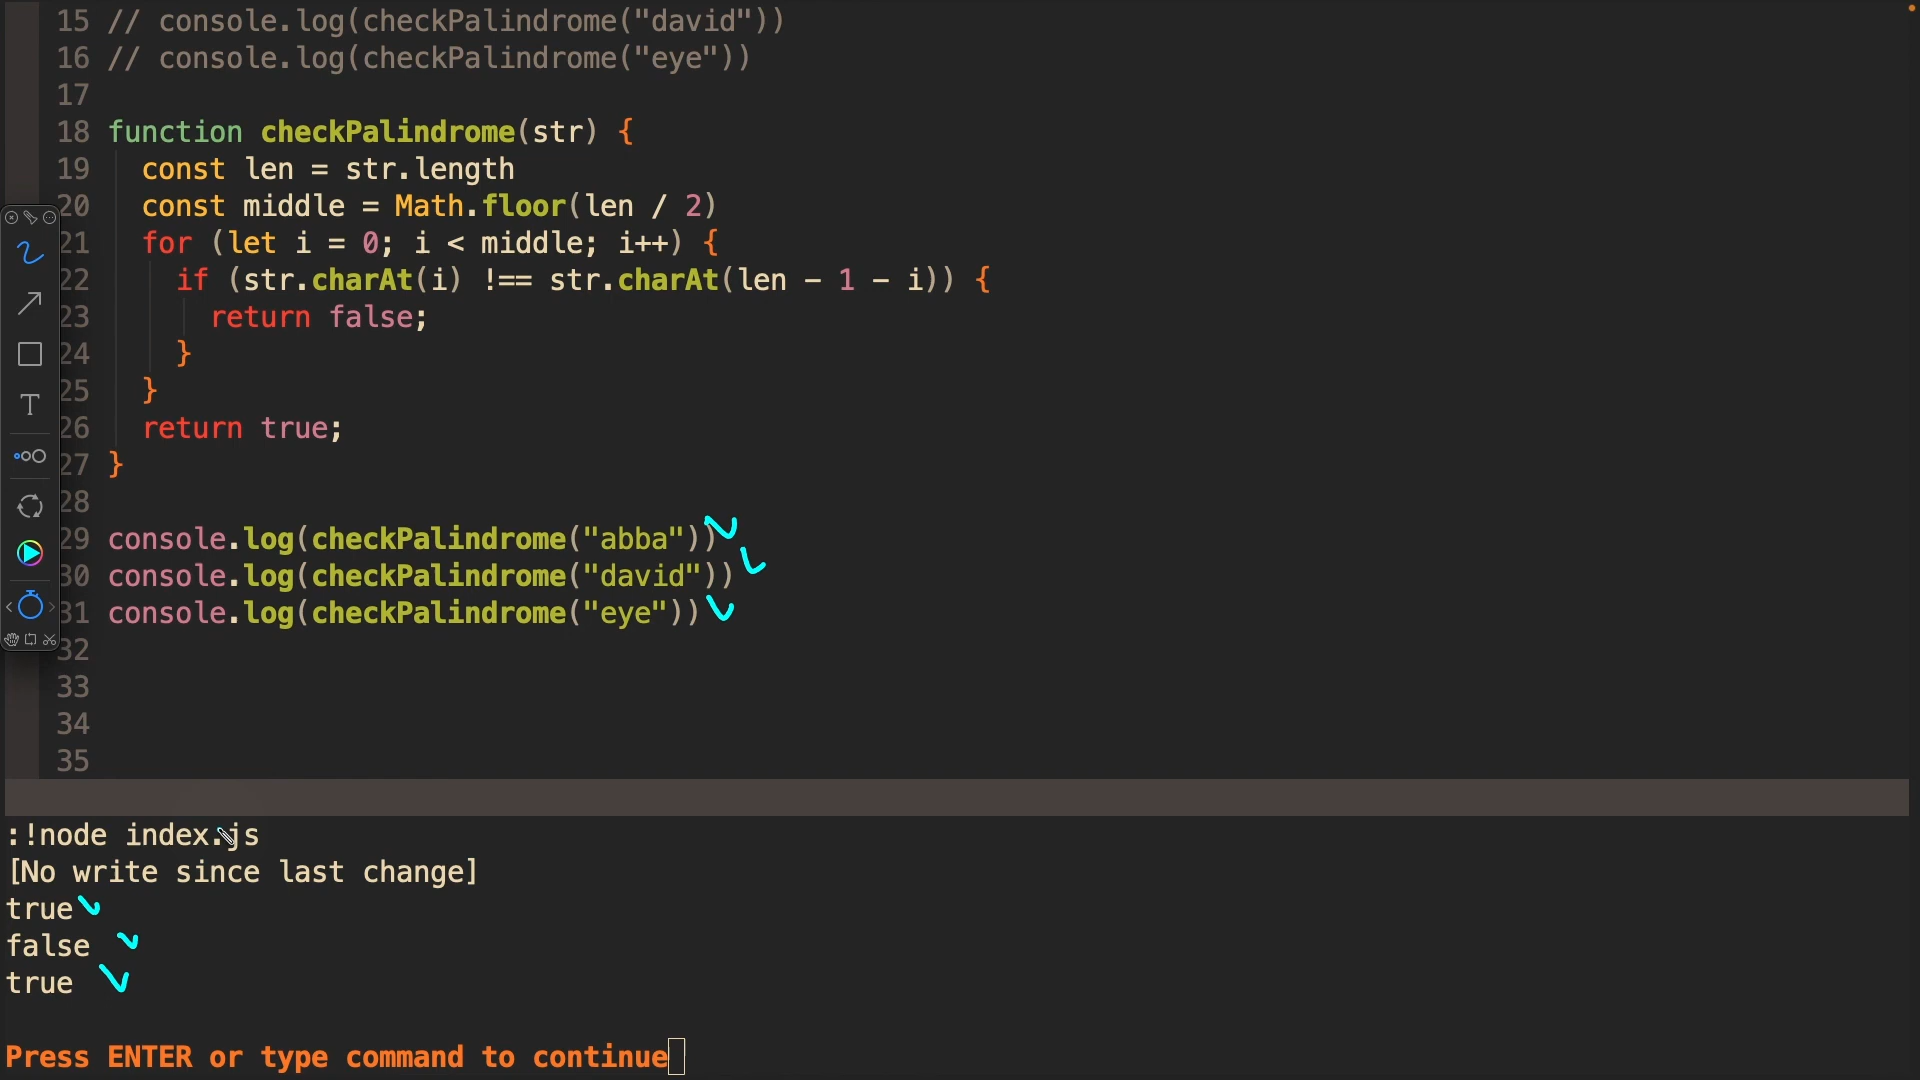 15 // console.log(checkPalindrome("david"))
16 // console.log(checkPalindrome("eye"))
17
18 function checkPalindrome(str) {
19   const len = str.length
20   const middle = Math.floor(len / 2)
21   for (let i = 0; i < middle; i++) {
22     if (str.charAt(i) !== str.charAt(len - 1 - i)) {
23       return false;
24     }
25   }
26   return true;
27 }
28
29 console.log(checkPalindrome("abba"))
30 console.log(checkPalindrome("david"))
31 console.log(checkPalindrome("eye"))
32
33
34
35
:!node index.js
[No write since last change]
true
false
true
Press ENTER or type command to continue